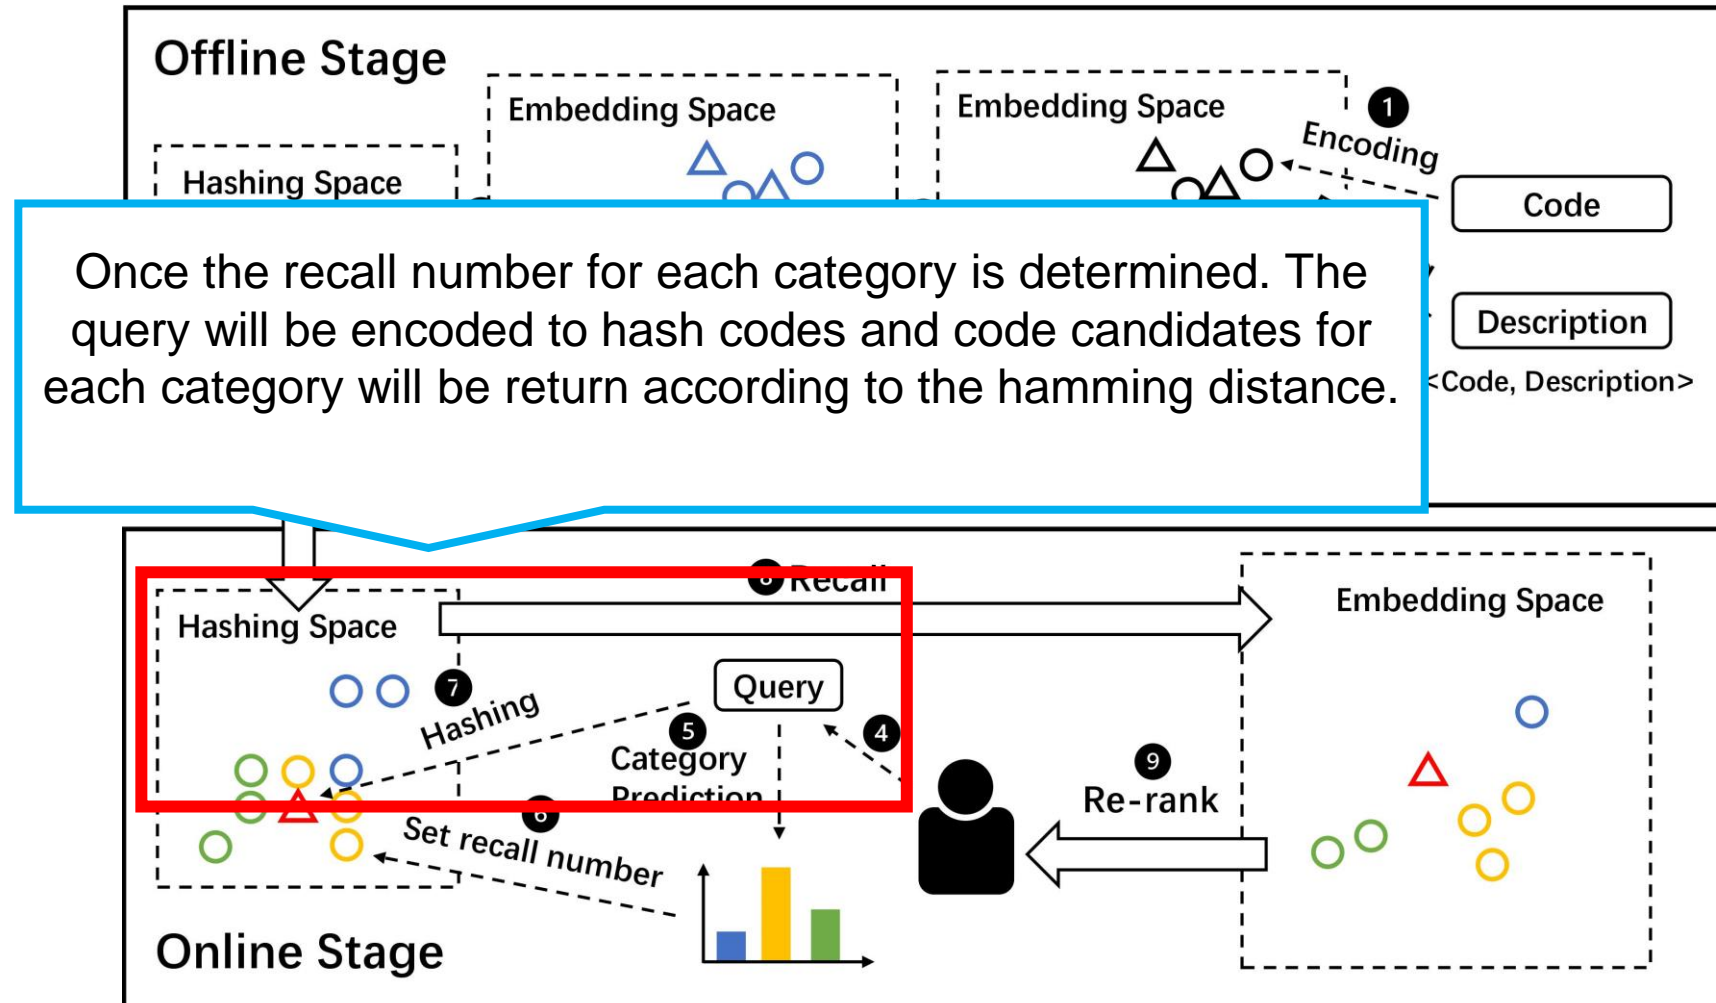 Offline Stage
Embedding Space
Embedding Space
1
Encoding
Hashing Space
Code
Once the recall number for each category is determined. The
query will be encoded to hash codes and code candidates for
each category will be return according to the hamming distance.
Description
<Code, Description>
8 Recall
Hashing Space
Embedding Space
7
Hashing
Query
5
Category
Prediction
4
9
Re-rank
6
Set recall number
Online Stage